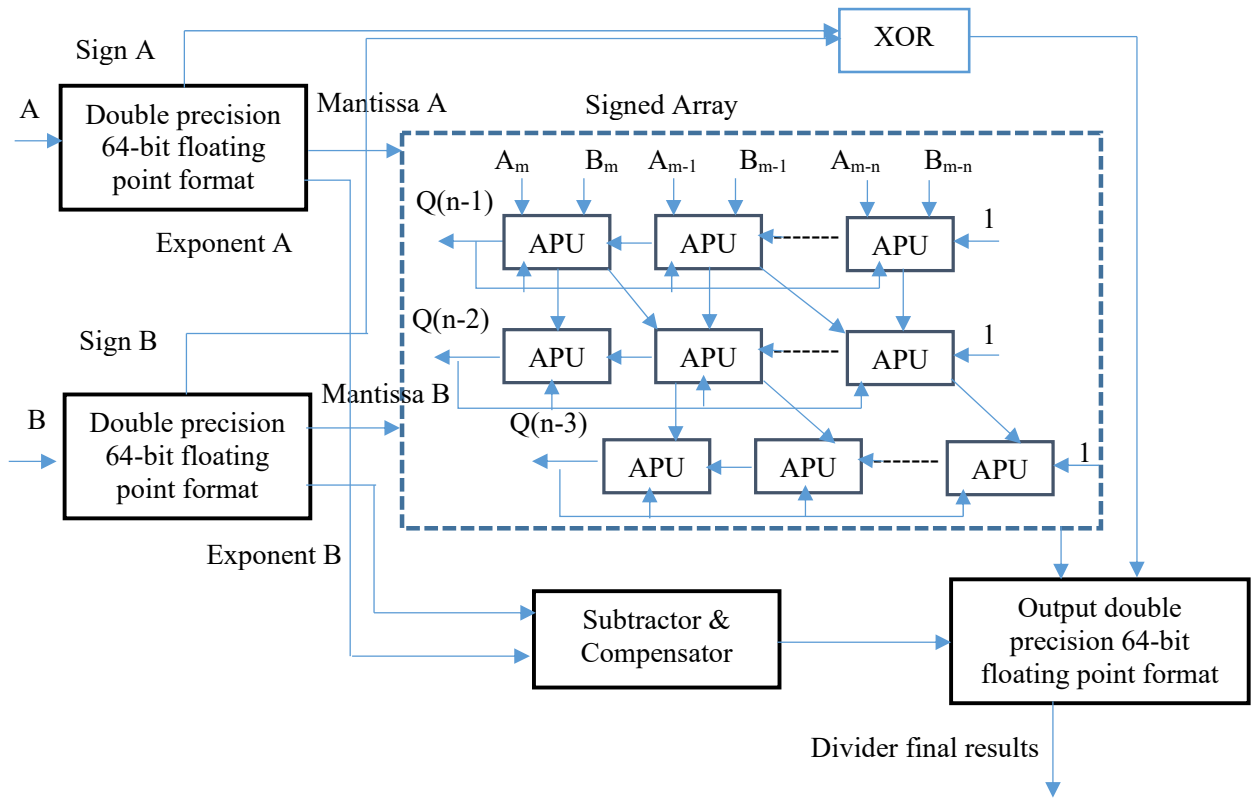 XOR
Sign A
A
Double precision
64-bit floating
point format
Mantissa A
Signed Array
Exponent A
Aₘ
Bₘ
Aₘ₋₁
Bₘ₋₁
Aₘ₋ₙ
Bₘ₋ₙ
Q(n-1)
APU
APU
APU
1
Q(n-2)
APU
APU
APU
1
Sign B
Mantissa B
B
Double precision
64-bit floating
point format
Q(n-3)
APU
APU
APU
1
Exponent B
Subtractor &
Compensator
Output double
precision 64-bit
floating point format
Divider final results